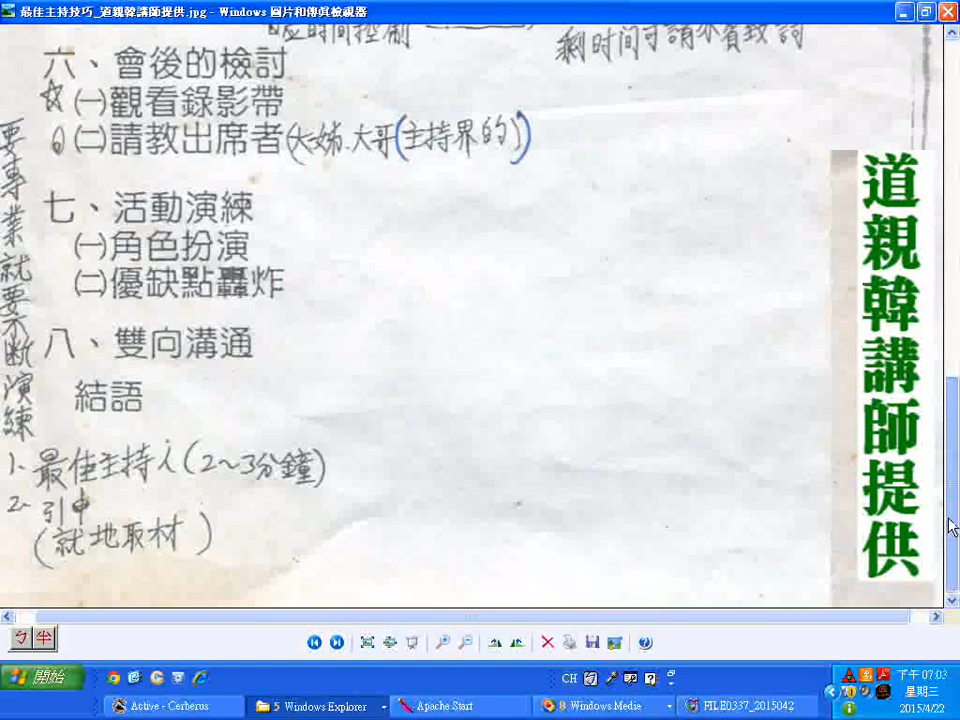 最佳主持技巧_道親韓講師提供.jpg - Windows 圖片和傳真檢視器
時間控制
剩時間
六、會後的檢討
☆㈠觀看錄影帶
㈡請教出席者(大姊.大哥(主持界的))
七、活動演練
㈠角色扮演
㈡優缺點轟炸
八、雙向溝通
結語
1. 最佳主持人(2~3分鐘)
2. 引申
(就地取材)
要專業就要不斷演練
道親韓講師提供
ㄅ半
開始
CH
Active - Cerberus
5 Windows Explorer
Apache Start
8 Windows Media
FILE0337_2015042
下午 07:03
星期三
2015/4/22